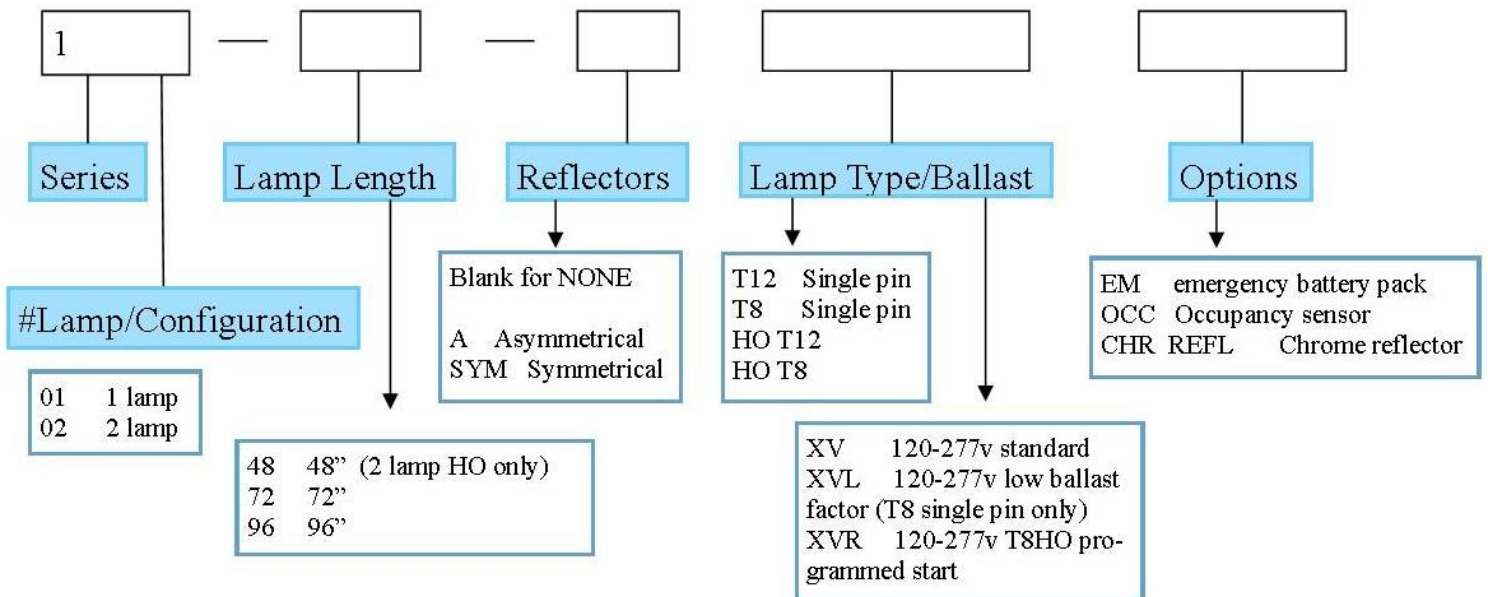 1
Series
Lamp Length
Reflectors
Lamp Type/Ballast
Options
#Lamp/Configuration
01 1 lamp
02 2 lamp
48 48” (2 lamp HO only)
72 72”
96 96”
Blank for NONE
A Asymmetrical
SYM Symmetrical
T12 Single pin
T8 Single pin
HO T12
HO T8
XV 120-277v standard
XVL 120-277v low ballast
factor (T8 single pin only)
XVR 120-277v T8HO pro-
grammed start
EM emergency battery pack
OCC Occupancy sensor
CHR REFL Chrome reflector